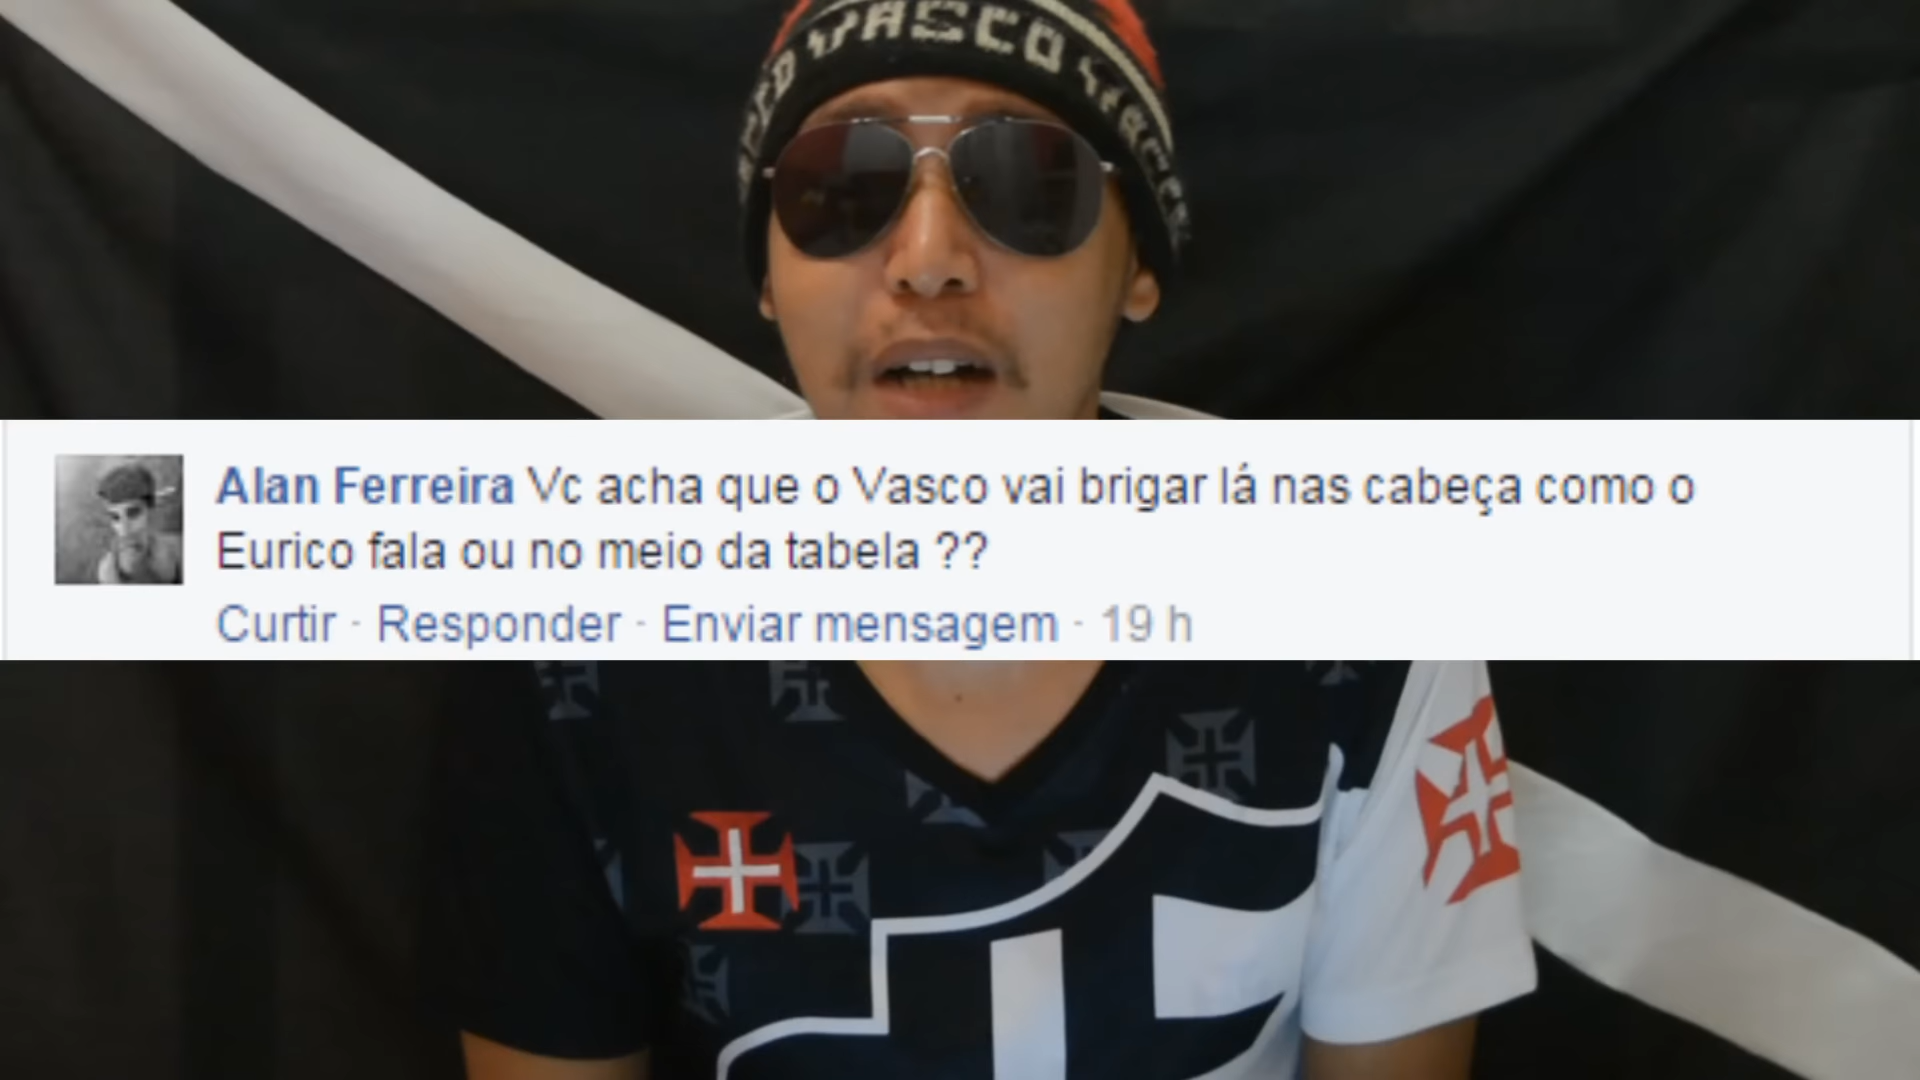 VASCO
Alan Ferreira Vc acha que o Vasco vai brigar lá nas cabeça como o
Eurico fala ou no meio da tabela ??
Curtir · Responder · Enviar mensagem · 19 h